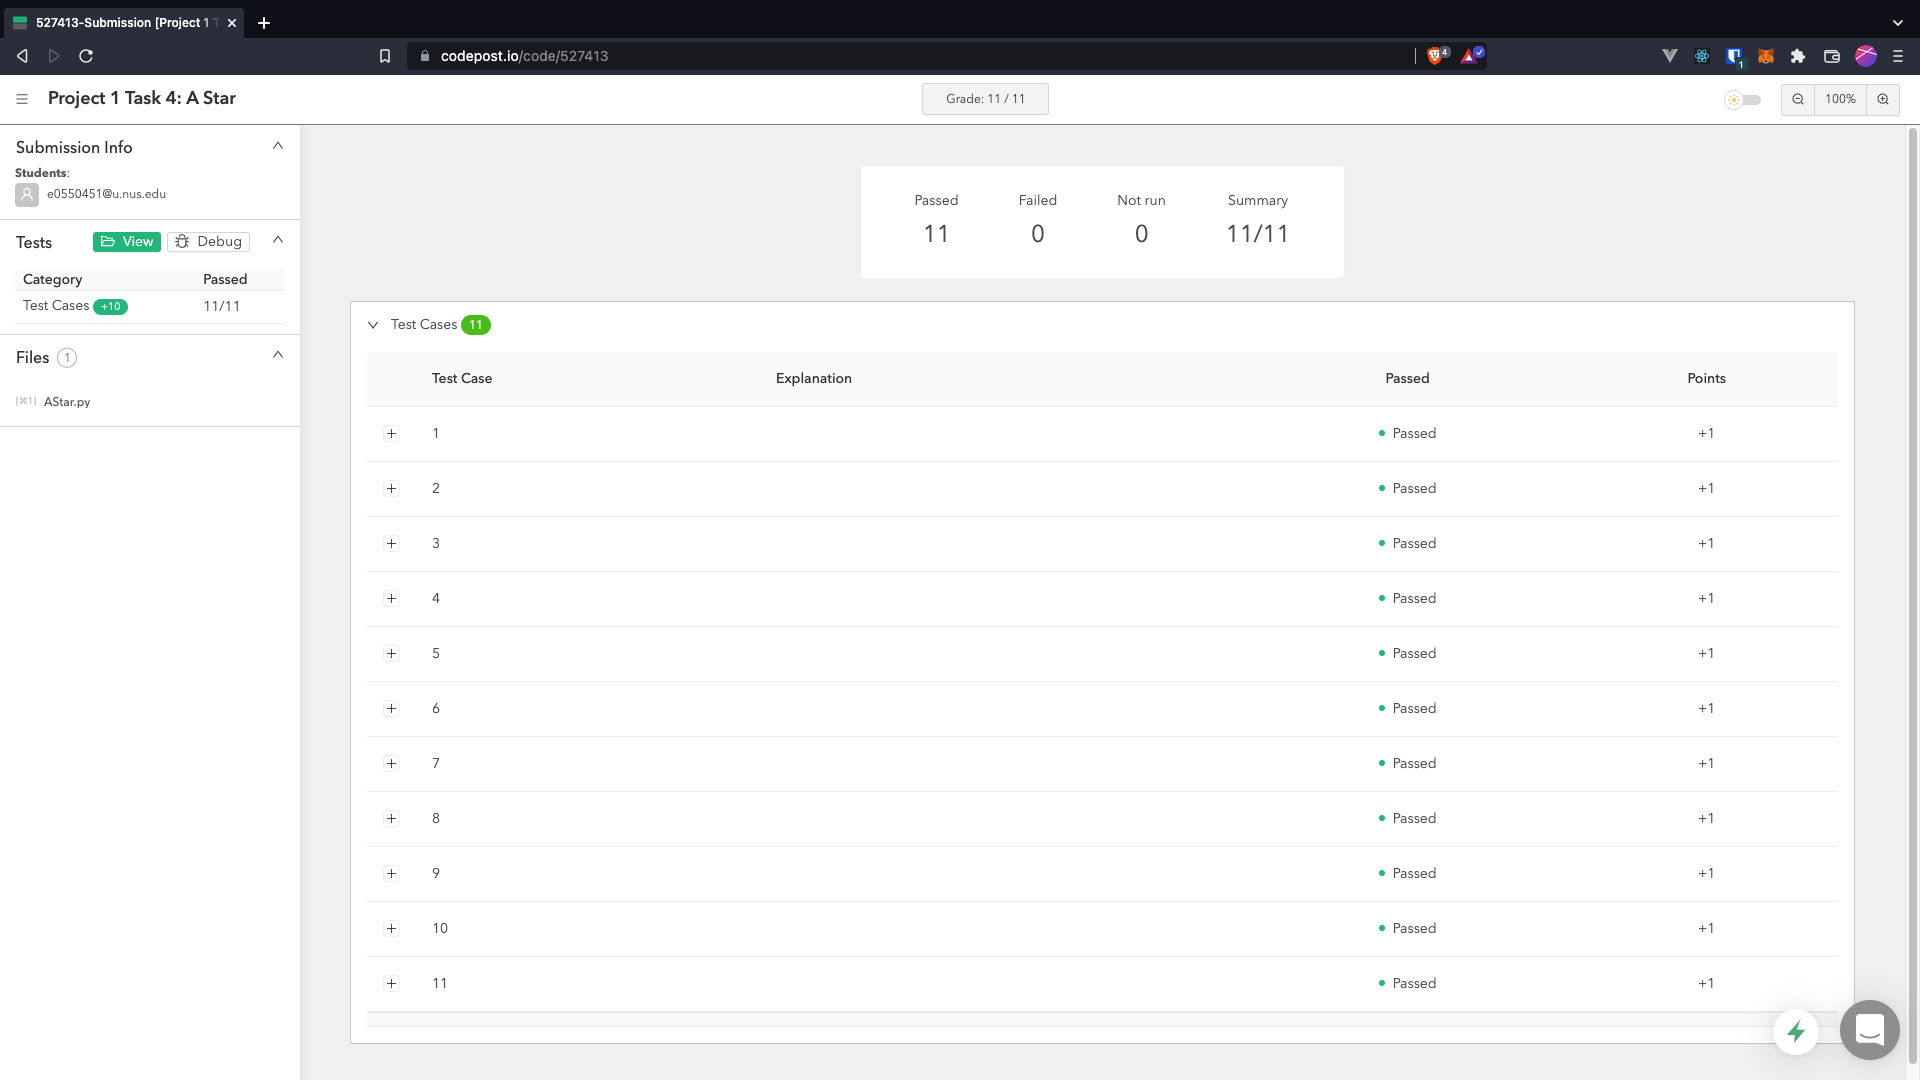 527413-Submission [Project 1 T
codepost.io/code/527413
4
1
Project 1 Task 4: A Star
Grade: 11 / 11
100%
Submission Info
Students:
e0550451@u.nus.edu
Tests View Debug
Category Passed
Test Cases +10 11/11
Files 1
[⌘1] AStar.py
Passed Failed Not run Summary
11 0 0 11/11
Test Cases 11
Test Case Explanation Passed Points
1 Passed +1
2 Passed +1
3 Passed +1
4 Passed +1
5 Passed +1
6 Passed +1
7 Passed +1
8 Passed +1
9 Passed +1
10 Passed +1
11 Passed +1